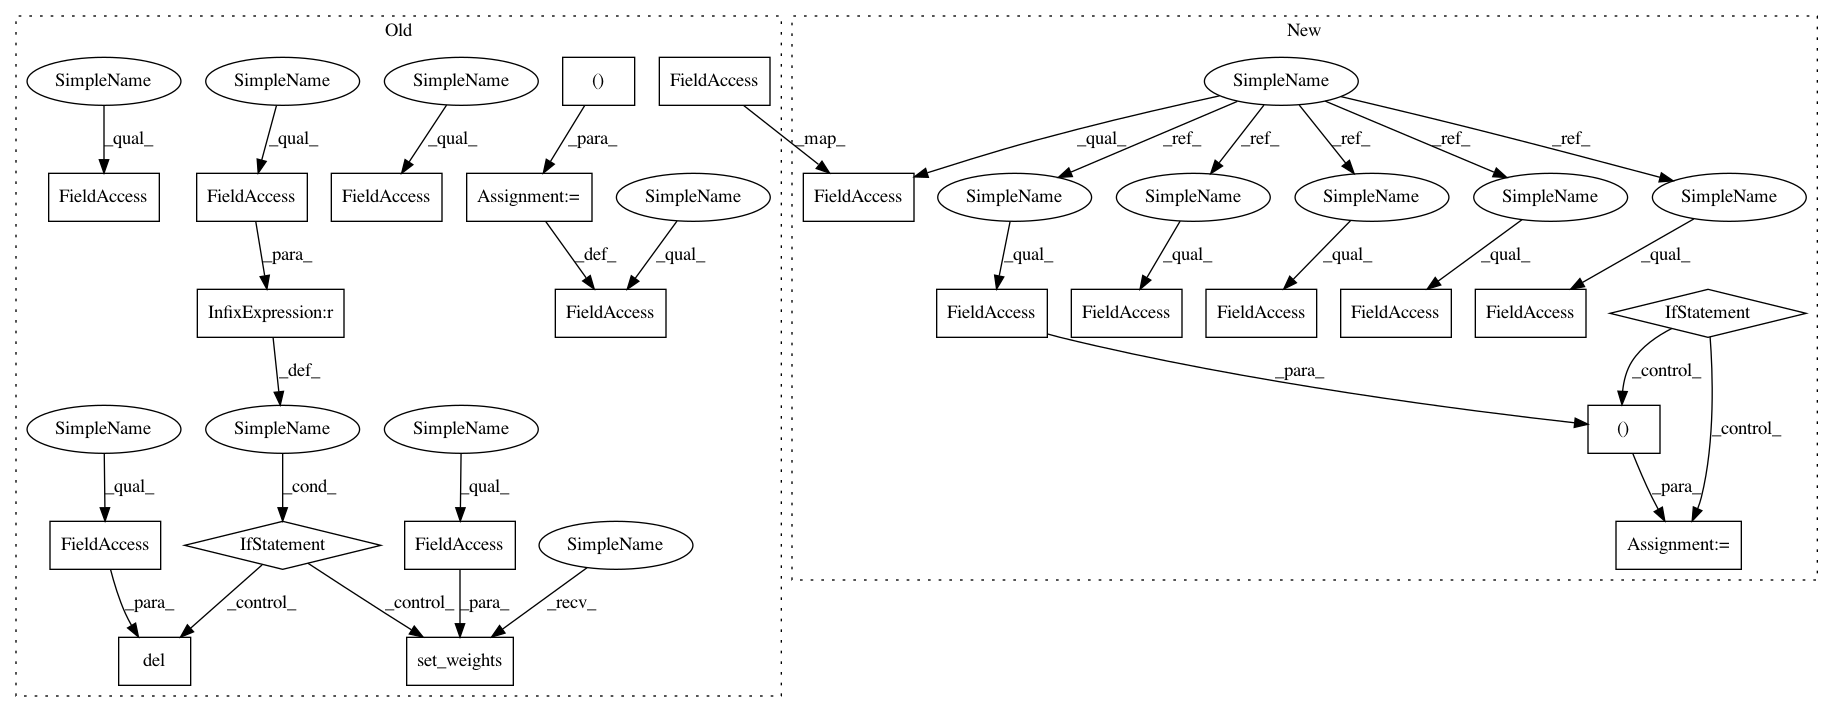 Old
New
SimpleName
SimpleName
SimpleName
()
FieldAccess
SimpleName
_qual_
_qual_
_qual_
_para_
_map_
_qual_
_ref_
_ref_
_ref_
_ref_
_ref_
FieldAccess
FieldAccess
FieldAccess
Assignment:=
SimpleName
FieldAccess
SimpleName
SimpleName
SimpleName
SimpleName
SimpleName
_para_
_def_
_qual_
_qual_
_qual_
_qual_
_qual_
_qual_
InfixExpression:r
FieldAccess
FieldAccess
FieldAccess
FieldAccess
FieldAccess
FieldAccess
IfStatement
_def_
_para_
_control_
SimpleName
SimpleName
SimpleName
()
_control_
_qual_
_cond_
_qual_
_para_
FieldAccess
IfStatement
FieldAccess
SimpleName
Assignment:=
_para_
_control_
_control_
_para_
_recv_
del
set_weights